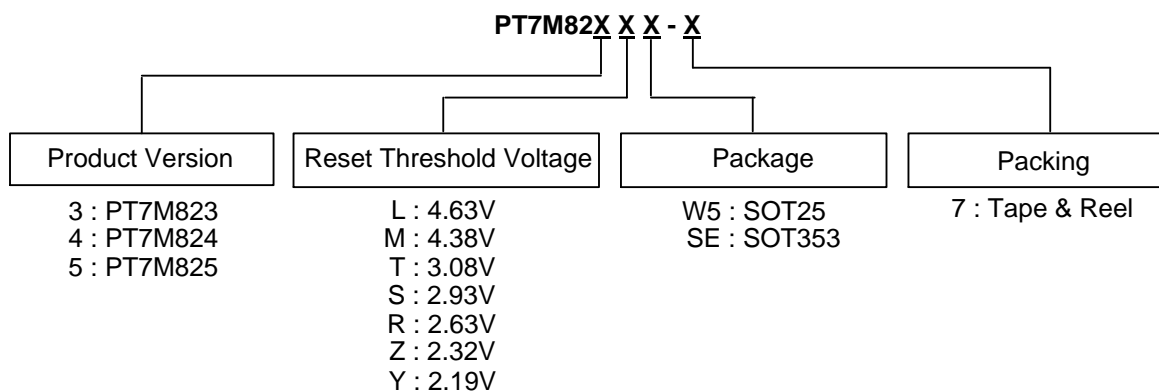 PT7M82X X X - X
Product Version
3 : PT7M823
4 : PT7M824
5 : PT7M825
Reset Threshold Voltage
L : 4.63V
M : 4.38V
T : 3.08V
S : 2.93V
R : 2.63V
Z : 2.32V
Y : 2.19V
Package
W5 : SOT25
SE : SOT353
Packing
7 : Tape & Reel